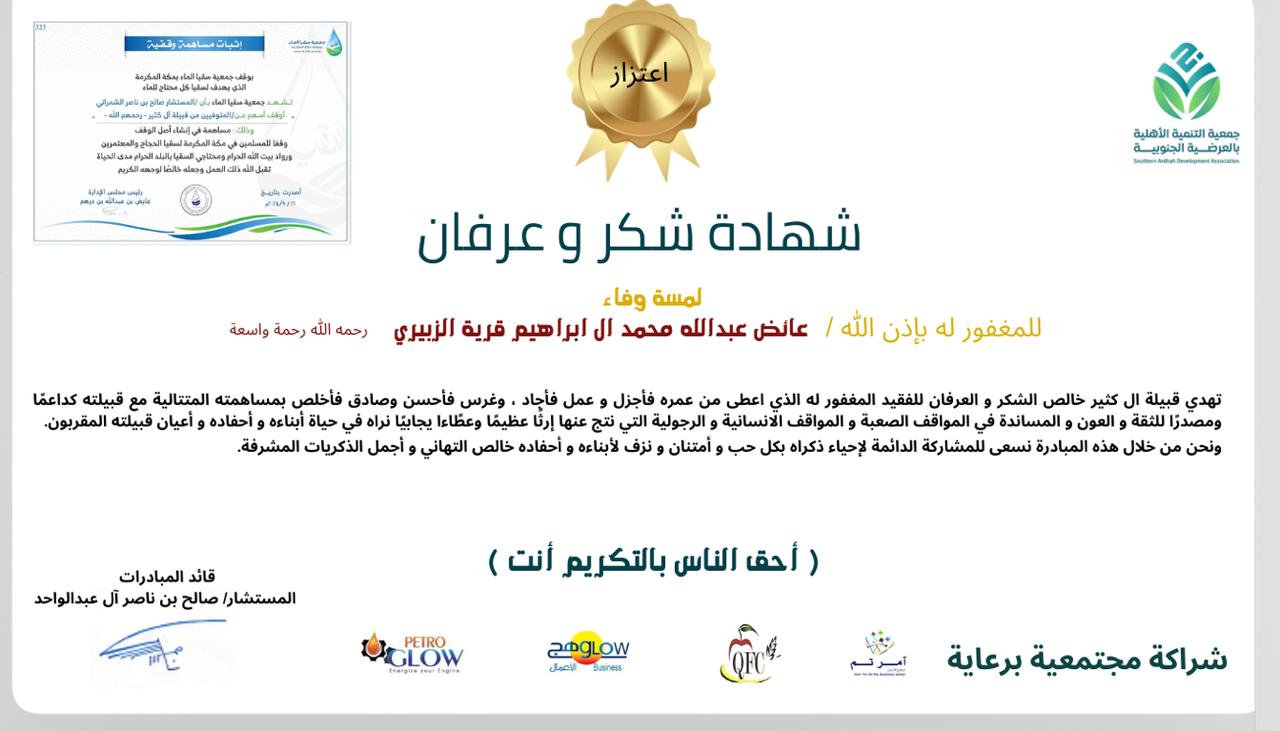 اعتزاز
جمعية التنمية الأهلية
بالعرضية الجنوبية
Southern Ardhah Development Association
323
إثبات مساهمة وقفية
جمعية سقيا الماء
بوقف جمعية سقيا الماء بمكة المكرمة
الذي يهدف لسقيا كل محتاج للماء
تشهد جمعية سقيا الماء بأن /المستشار صالح بن ناصر الشمراني
أوقف أسهم عن/المتوفيين من قبيلة آل كثير - رحمهم الله -
وذلك : مساهمة في إنشاء أصل الوقف
وقفا للمسلمين في مكة المكرمة لسقيا الحجاج والمعتمرين
ورواد بيت الله الحرام ومحتاجي السقيا بالبلد الحرام مدى الحياة
تقبل الله ذلك العمل وجعله خالصًا لوجهه الكريم
أصدرت بتاريخ
رئيس مجلس الإدارة
عايض بن عبدالله بن درهم
شهادة شكر و عرفان
لمسة وفاء
للمغفور له بإذن الله / عائض عبدالله محمد ال ابراهيم قرية الزبيري رحمه الله رحمة واسعة
تهدي قبيلة ال كثير خالص الشكر و العرفان للفقيد المغفور له الذي اعطى من عمره فأجزل و عمل فأجاد ، وغرس فأحسن وصادق فأخلص بمساهمته المتتالية مع قبيلته كداعمًا
ومصدرًا للثقة و العون و المساندة في المواقف الصعبة و المواقف الانسانية و الرجولية التي نتج عنها إرثًا عظيمًا وعطًاءا يجابيًا نراه في حياة أبناءه و أحفاده و أعيان قبيلته المقربون.
ونحن من خلال هذه المبادرة نسعى للمشاركة الدائمة لإحياء ذكراه بكل حب و أمتنان و نزف لأبناءه و أحفاده خالص التهاني و أجمل الذكريات المشرفة.
( أحق الناس بالتكريم أنت )
قائد المبادرات
المستشار/ صالح بن ناصر آل عبدالواحد
شراكة مجتمعية برعاية
آمر تم
QFC
هج GLOW
الأعمال Business
PETRO
GLOW
Energize your Engine